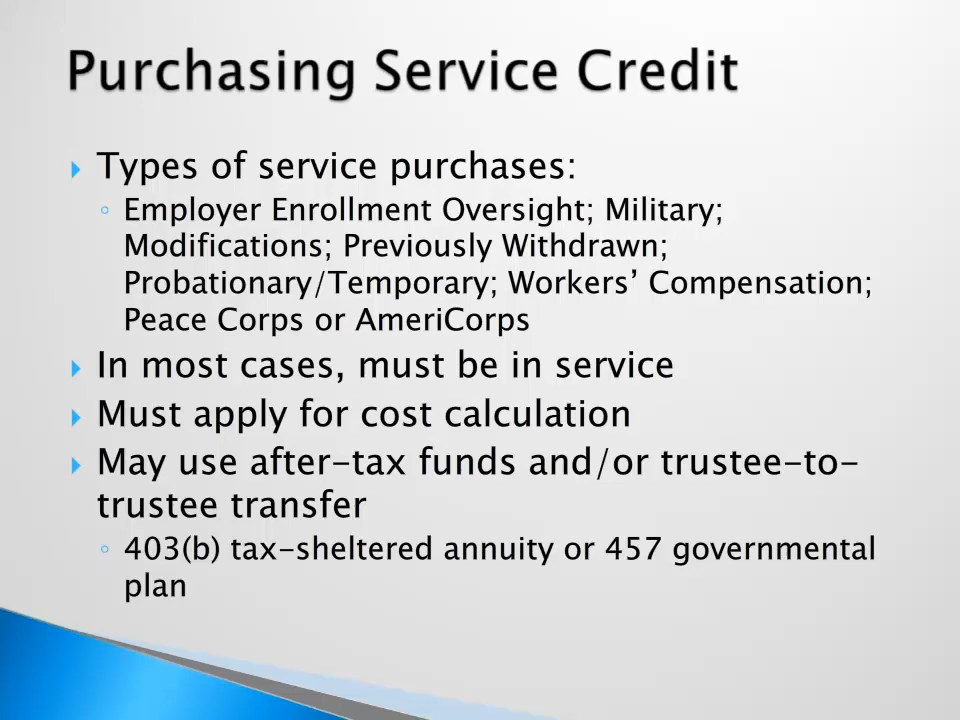 Purchasing Service Credit
Types of service purchases:
Employer Enrollment Oversight; Military;
Modifications; Previously Withdrawn;
Probationary/Temporary; Workers’ Compensation;
Peace Corps or AmeriCorps
In most cases, must be in service
Must apply for cost calculation
May use after-tax funds and/or trustee-to-
trustee transfer
403(b) tax-sheltered annuity or 457 governmental
plan